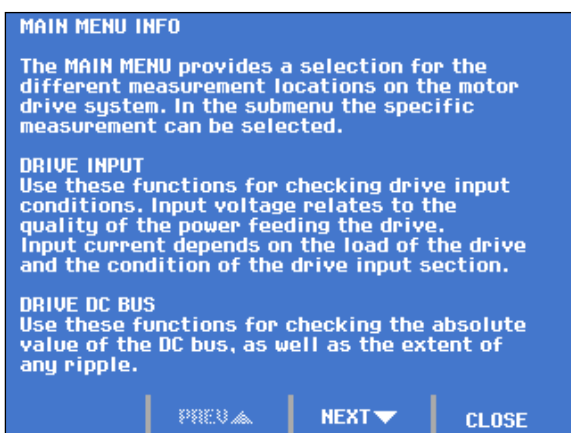 MAIN MENU INFO
The MAIN MENU provides a selection for the
different measurement locations on the motor
drive system. In the submenu the specific
measurement can be selected.
DRIVE INPUT
Use these functions for checking drive input
conditions. Input voltage relates to the
quality of the power feeding the drive.
Input current depends on the load of the drive
and the condition of the drive input section.
DRIVE DC BUS
Use these functions for checking the absolute
value of the DC bus, as well as the extent of
any ripple.
PREV NEXT CLOSE